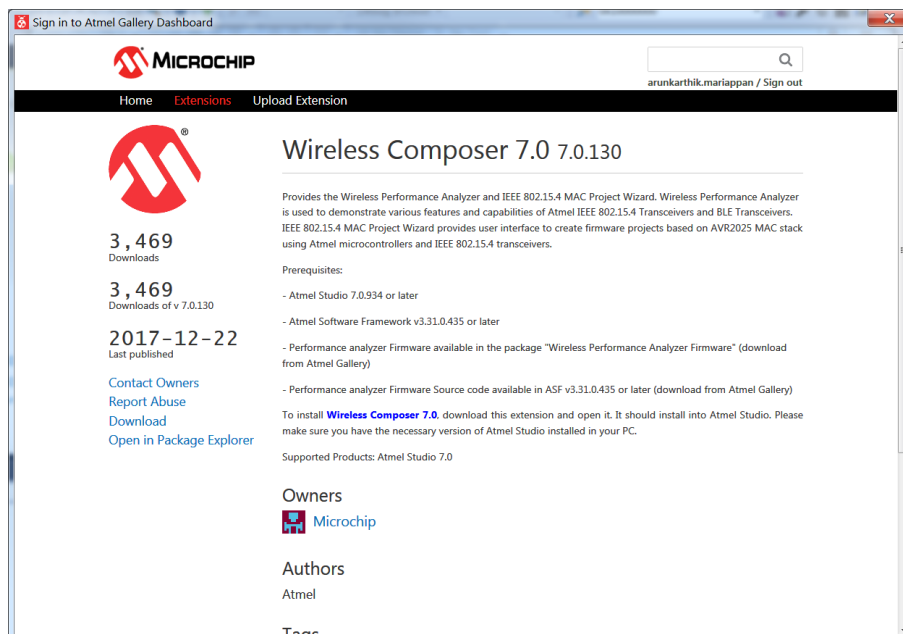 Sign in to Atmel Gallery Dashboard
MICROCHIP
arunkarthik.mariappan / Sign out
Home Extensions Upload Extension
®
Wireless Composer 7.0 7.0.130
Provides the Wireless Performance Analyzer and IEEE 802.15.4 MAC Project Wizard. Wireless Performance Analyzer
is used to demonstrate various features and capabilities of Atmel IEEE 802.15.4 Transceivers and BLE Transceivers.
IEEE 802.15.4 MAC Project Wizard provides user interface to create firmware projects based on AVR2025 MAC stack
using Atmel microcontrollers and IEEE 802.15.4 transceivers.
Prerequisites:
- Atmel Studio 7.0.934 or later
- Atmel Software Framework v3.31.0.435 or later
- Performance analyzer Firmware available in the package "Wireless Performance Analyzer Firmware" (download
from Atmel Gallery)
- Performance analyzer Firmware Source code available in ASF v3.31.0.435 or later (download from Atmel Gallery)
To install Wireless Composer 7.0, download this extension and open it. It should install into Atmel Studio. Please
make sure you have the necessary version of Atmel Studio installed in your PC.
Supported Products: Atmel Studio 7.0
3,469
Downloads
3,469
Downloads of v 7.0.130
2017-12-22
Last published
Contact Owners
Report Abuse
Download
Open in Package Explorer
Owners
Microchip
Authors
Atmel
Tags